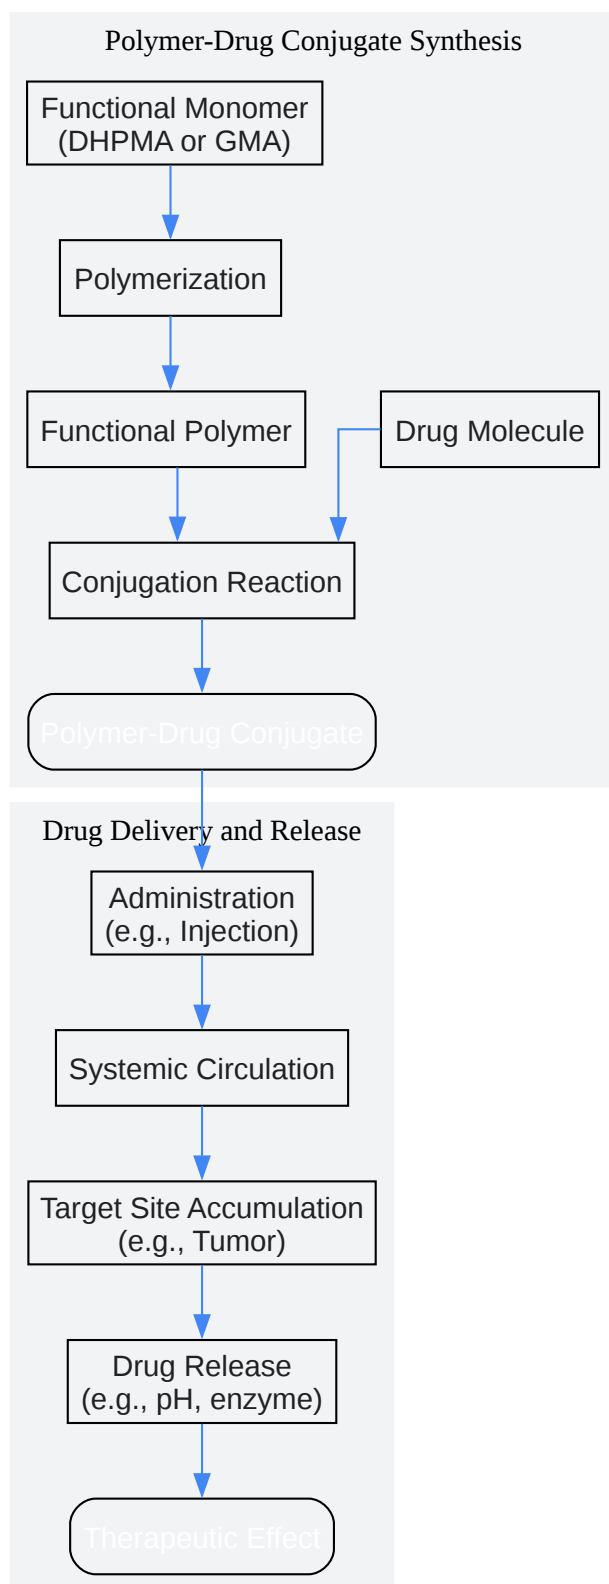 Polymer-Drug Conjugate Synthesis
Functional Monomer
(DHPMA or GMA)
Polymerization
Functional Polymer
Drug Molecule
Conjugation Reaction
Polymer-Drug Conjugate
Drug Delivery and Release
Administration
(e.g., Injection)
Systemic Circulation
Target Site Accumulation
(e.g., Tumor)
Drug Release
(e.g., pH, enzyme)
Therapeutic Effect